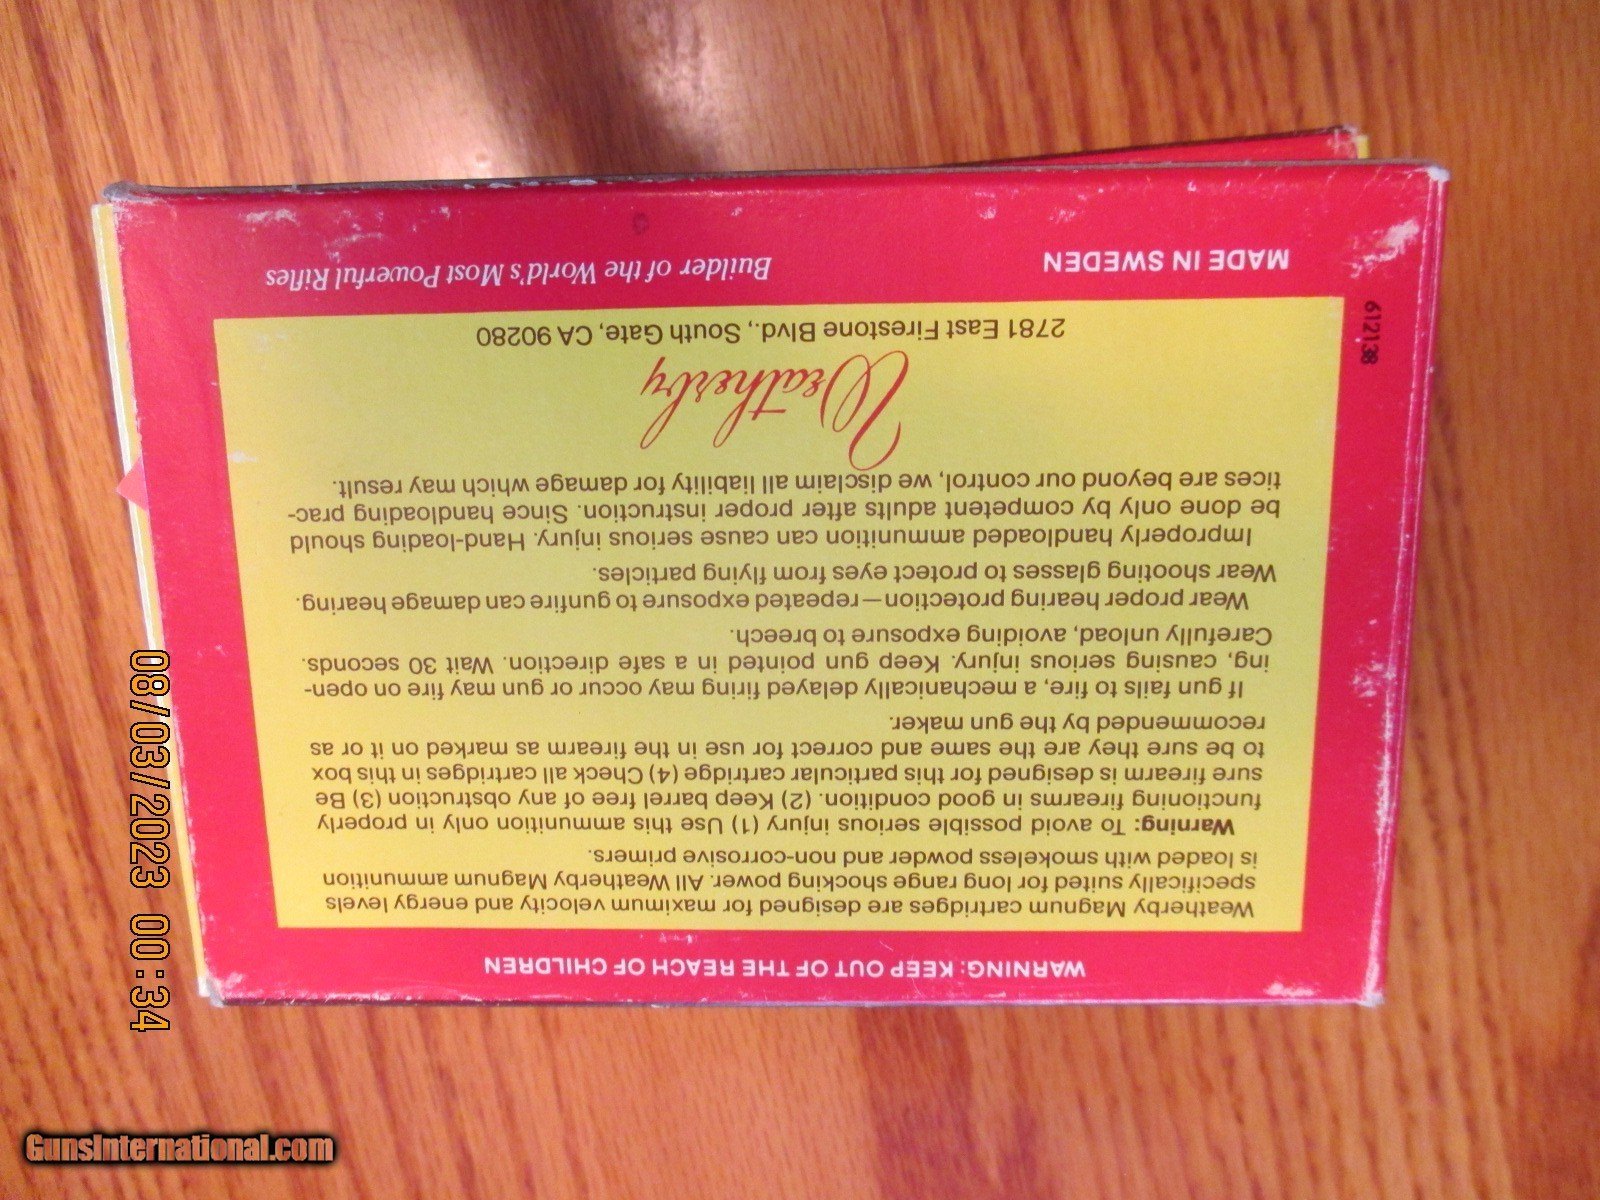 WARNING: KEEP OUT OF THE REACH OF CHILDREN
Weatherby Magnum cartridges are designed for maximum velocity and energy levels
specifically suited for long range shocking power. All Weatherby Magnum ammunition
is loaded with smokeless powder and non-corrosive primers.
Warning: To avoid possible serious injury (1) Use this ammunition only in properly
functioning firearms in good condition. (2) Keep barrel free of any obstruction (3) Be
sure firearm is designed for this particular cartridge (4) Check all cartridges in this box
to be sure they are the same and correct for use in the firearm as marked on it or as
recommended by the gun maker.
If gun fails to fire, a mechanically delayed firing may occur or gun may fire on open-
ing, causing serious injury. Keep gun pointed in a safe direction. Wait 30 seconds.
Carefully unload, avoiding exposure to breech.
Wear proper hearing protection—repeated exposure to gunfire can damage hearing.
Wear shooting glasses to protect eyes from flying particles.
Improperly handloaded ammunition can cause serious injury. Hand-loading should
be done only by competent adults after proper instruction. Since handloading prac-
tices are beyond our control, we disclaim all liability for damage which may result.
Weatherby
2781 East Firestone Blvd., South Gate, CA 90280
612138
MADE IN SWEDEN
Builder of the World's Most Powerful Rifles
08/03/2023 00:34
GunsInternational.com